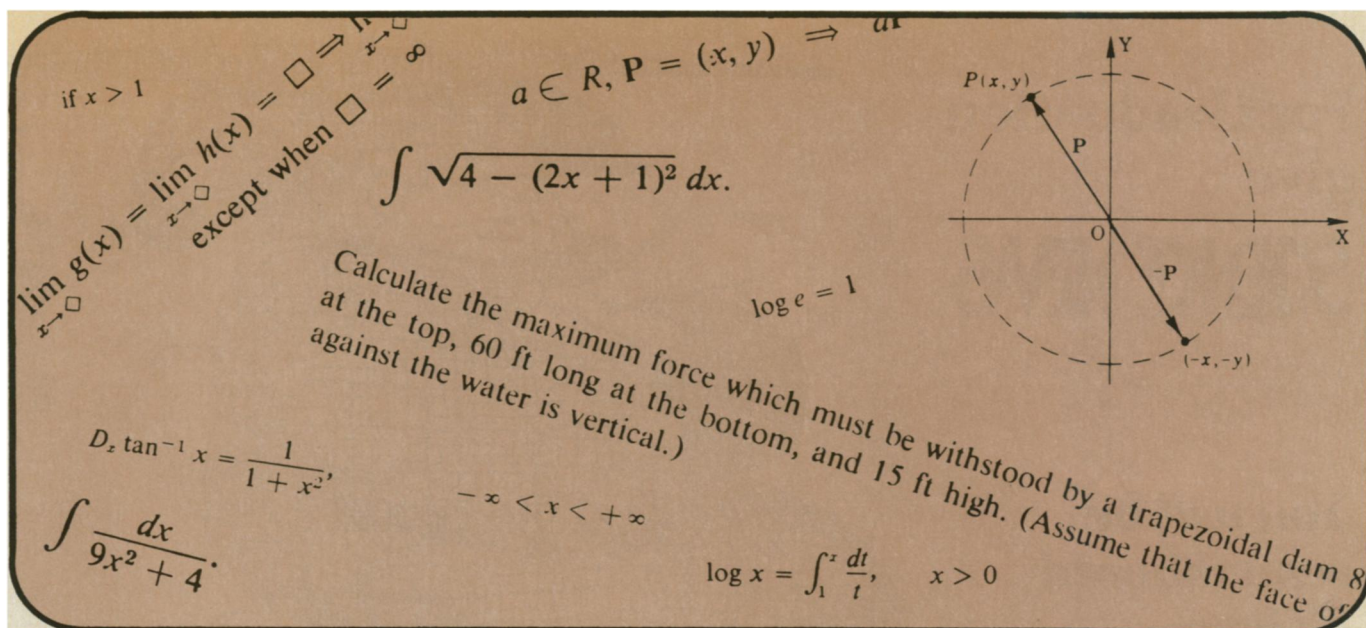 if x > 1
lim x→□ g(x) = lim x→□ h(x) = □ ⇒
x→□
except when □ = ∞
a ∈ R, P = (x, y) ⇒
∫ √4 − (2x + 1)² dx.
Y
P(x, y)
P
O
X
-P
(-x, -y)
log e = 1
Calculate the maximum force which must be withstood by a trapezoidal dam 8
at the top, 60 ft long at the bottom, and 15 ft high. (Assume that the face of
against the water is vertical.)
Dₓ tan⁻¹ x = 1 / (1 + x²),
− ∞ < x < + ∞
∫ dx / (9x² + 4).
log x = ∫₁ˣ dt/t, x > 0